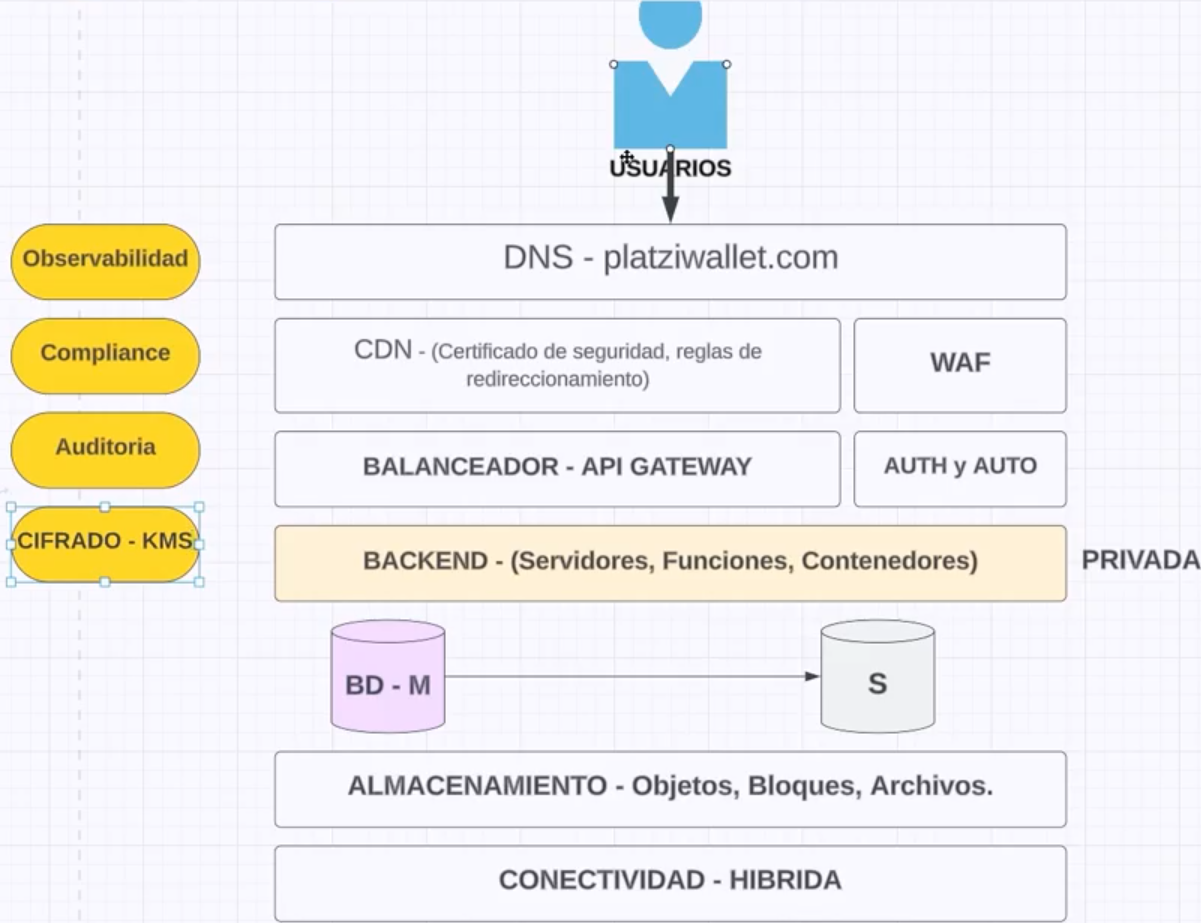 USUARIOS
DNS - platziwallet.com
Observabilidad
CDN - (Certificado de seguridad, reglas de
redireccionamiento)
WAF
Compliance
BALANCEADOR - API GATEWAY
AUTH y AUTO
Auditoria
CIFRADO - KMS
BACKEND - (Servidores, Funciones, Contenedores)
PRIVADA
BD - M
S
ALMACENAMIENTO - Objetos, Bloques, Archivos.
CONECTIVIDAD - HIBRIDA